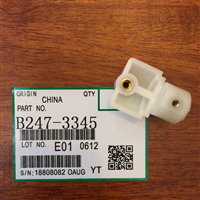 ORIGIN QTY
CHINA
PART NO.
B247-3345
LOT NO. E01 0612
S/N:18808082 OAUG YT